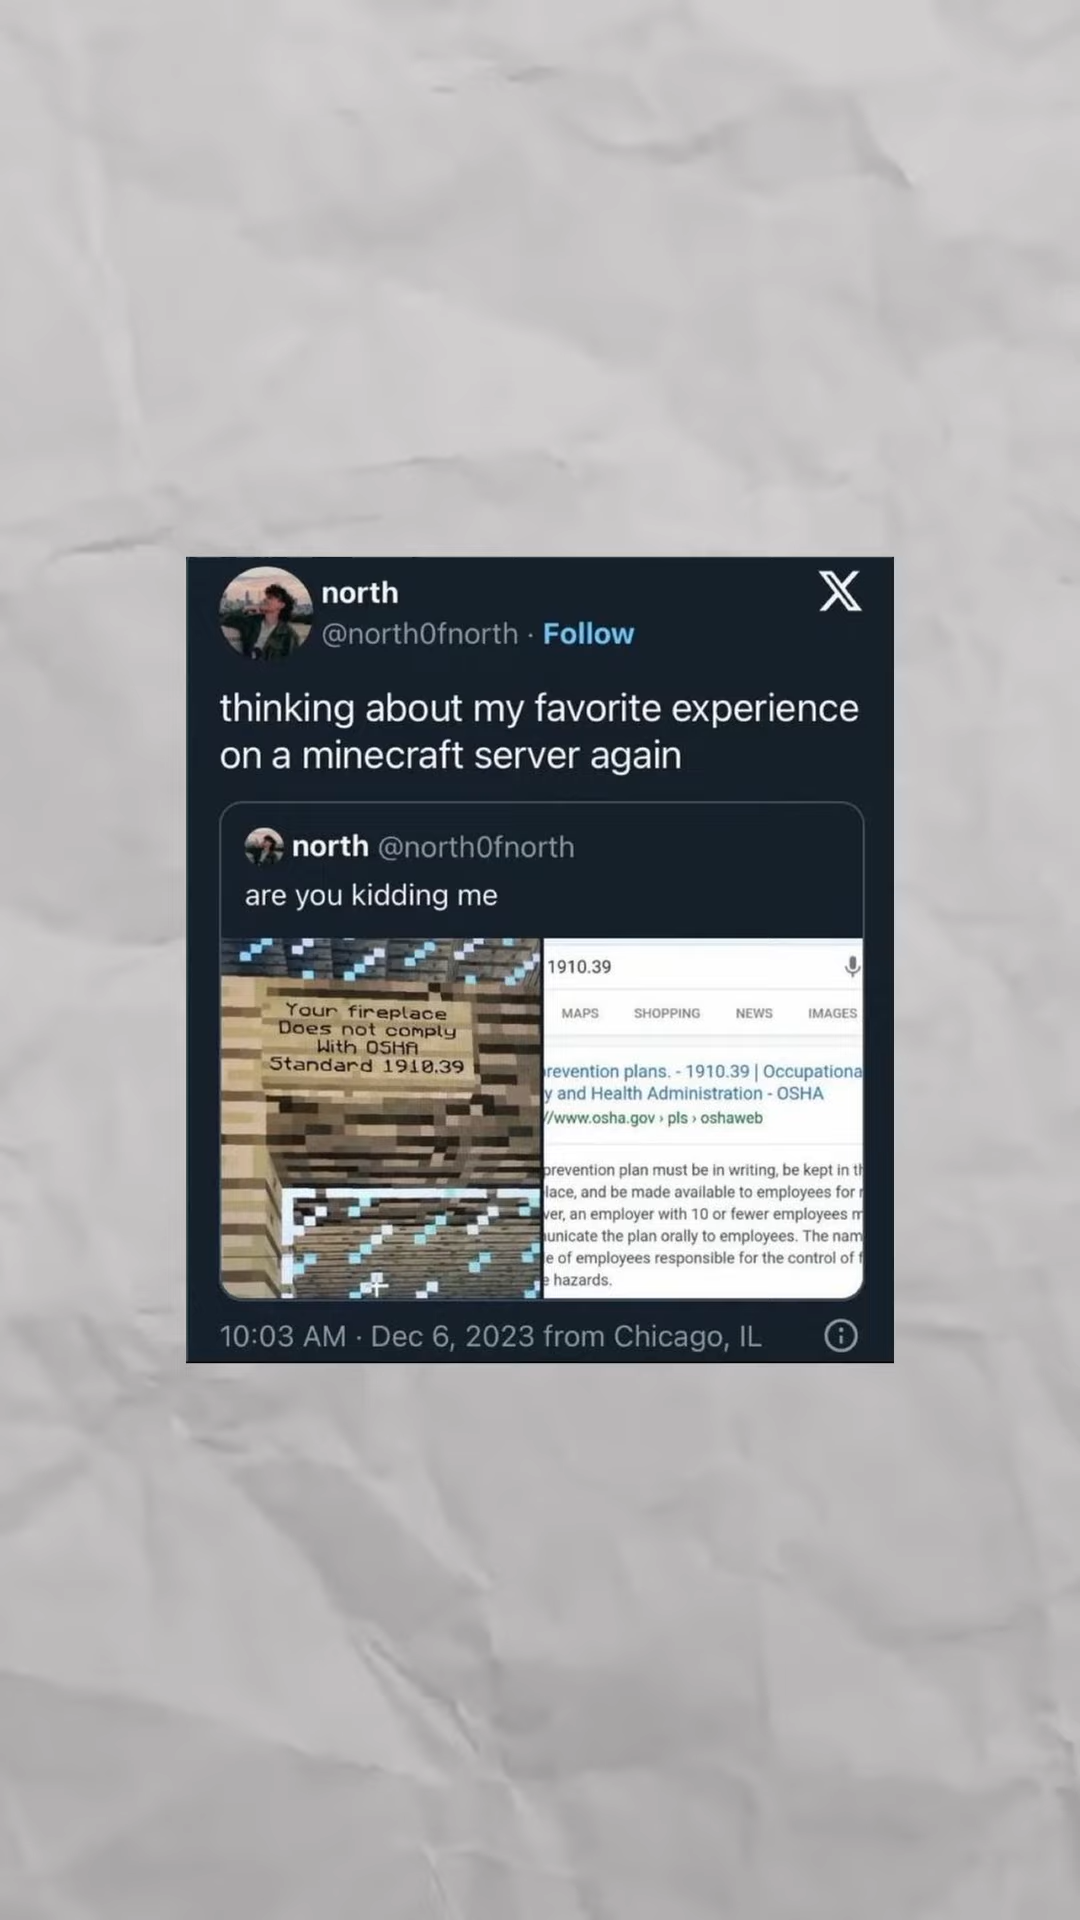 north
@north0fnorth · Follow
thinking about my favorite experience
on a minecraft server again
north @north0fnorth
are you kidding me
Your fireplace
Does not comply
With OSHA
Standard 1910.39
1910.39
MAPS SHOPPING NEWS IMAGES
revention plans. - 1910.39 | Occupationa
y and Health Administration - OSHA
//www.osha.gov › pls › oshaweb
prevention plan must be in writing, be kept in th
lace, and be made available to employees for r
ver, an employer with 10 or fewer employees m
unicate the plan orally to employees. The nam
e of employees responsible for the control of f
e hazards.
10:03 AM · Dec 6, 2023 from Chicago, IL